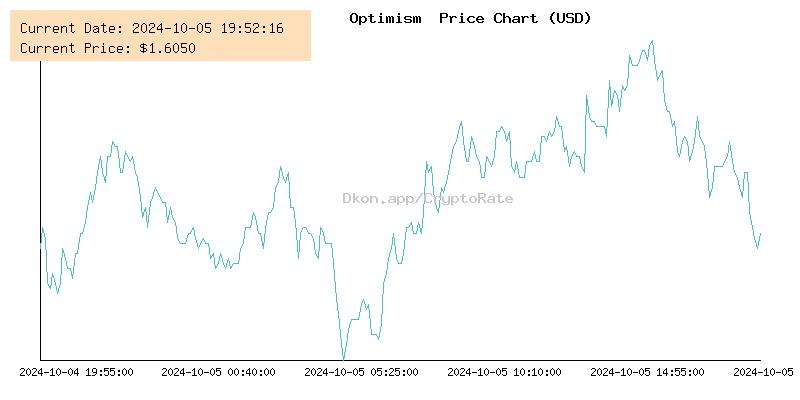 Optimism  Price Chart (USD)
Current Date: 2024-10-05 19:52:16
Current Price: $1.6050
Dkon.app/CryptoRate
2024-10-04 19:55:00
2024-10-05 00:40:00
2024-10-05 05:25:00
2024-10-05 10:10:00
2024-10-05 14:55:00
2024-10-05